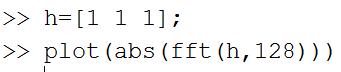 >> h=[1 1 1];
>> plot(abs(fft(h,128)))